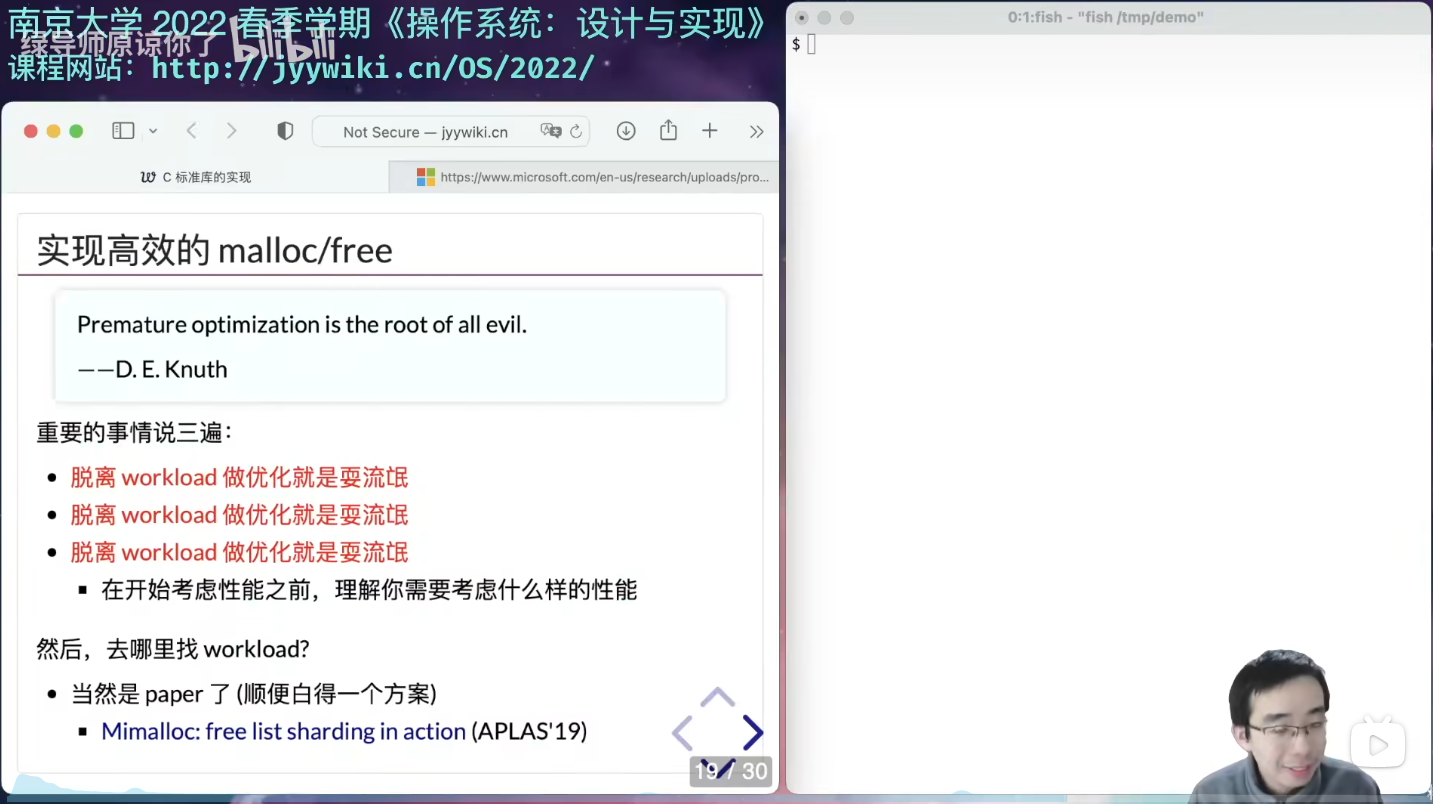 南京大学 2022 春季学期《操作系统：设计与实现》
绿导师原谅你了 bilibili
课程网站：http://jyywiki.cn/OS/2022/
0:1:fish - "fish /tmp/demo"
$
Not Secure — jyywiki.cn
C 标准库的实现
https://www.microsoft.com/en-us/research/uploads/pro...
实现高效的 malloc/free
Premature optimization is the root of all evil.
——D. E. Knuth
重要的事情说三遍：
脱离 workload 做优化就是耍流氓
脱离 workload 做优化就是耍流氓
脱离 workload 做优化就是耍流氓
在开始考虑性能之前，理解你需要考虑什么样的性能
然后，去哪里找 workload?
当然是 paper 了 (顺便白得一个方案)
Mimalloc: free list sharding in action (APLAS'19)
19 / 30